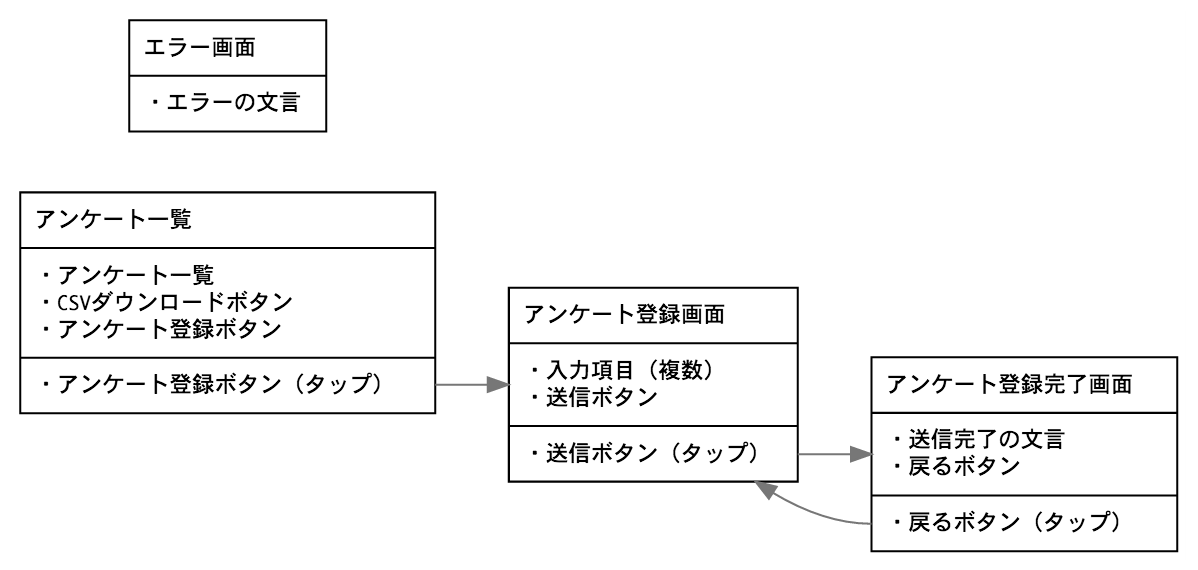 エラー画面
・エラーの文言
アンケート一覧
・アンケート一覧
・CSVダウンロードボタン
・アンケート登録ボタン
・アンケート登録ボタン（タップ）
アンケート登録画面
・入力項目（複数）
・送信ボタン
・送信ボタン（タップ）
アンケート登録完了画面
・送信完了の文言
・戻るボタン
・戻るボタン（タップ）